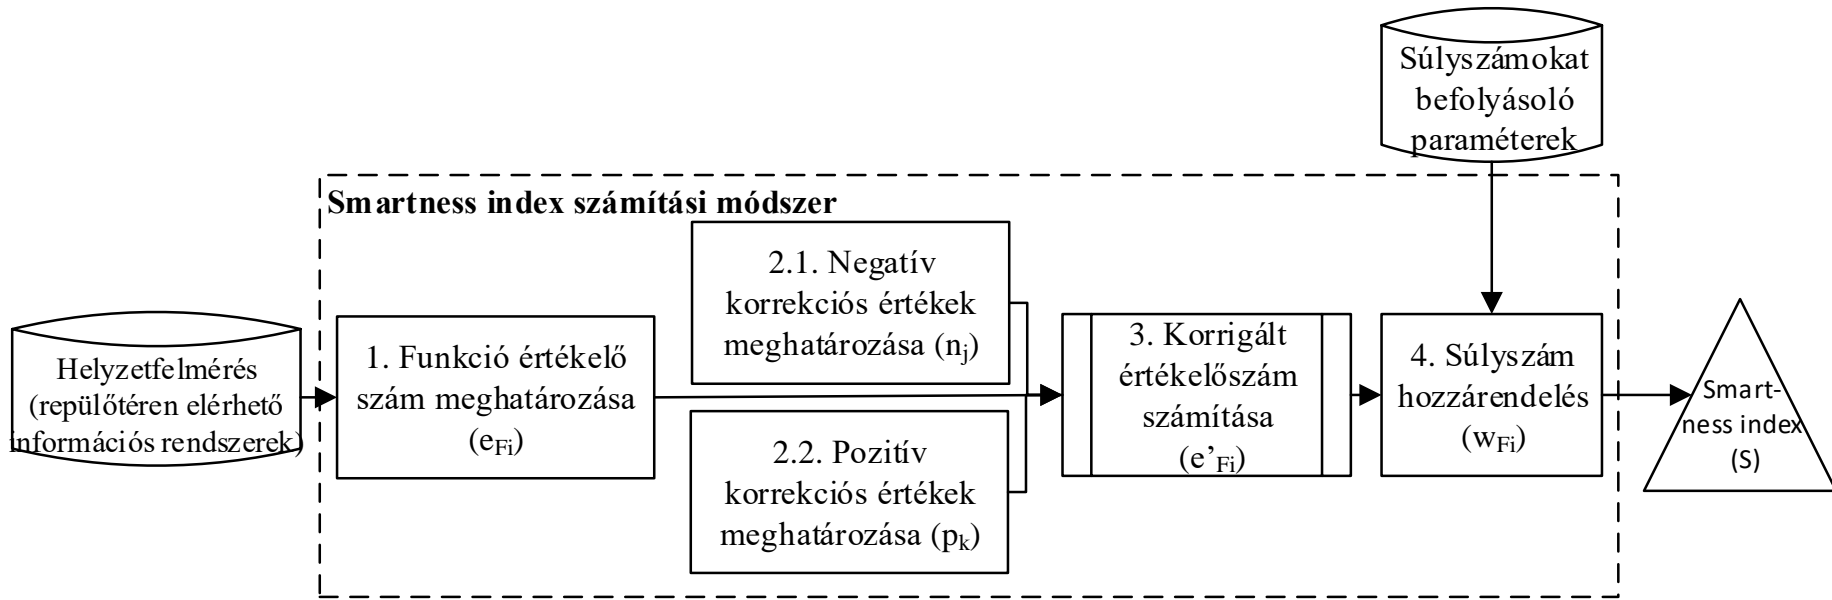 Súlyszámokat
befolyásoló
paraméterek
Smartness index számítási módszer
Helyzetfelmérés
(repülőtéren elérhető
információs rendszerek)
1. Funkció értékelő
szám meghatározása
(eFi)
2.1. Negatív
korrekciós értékek
meghatározása (nj)
2.2. Pozitív
korrekciós értékek
meghatározása (pk)
3. Korrigált
értékelőszám
számítása
(e’Fi)
4. Súlyszám
hozzárendelés
(wFi)
Smart-
ness index
(S)